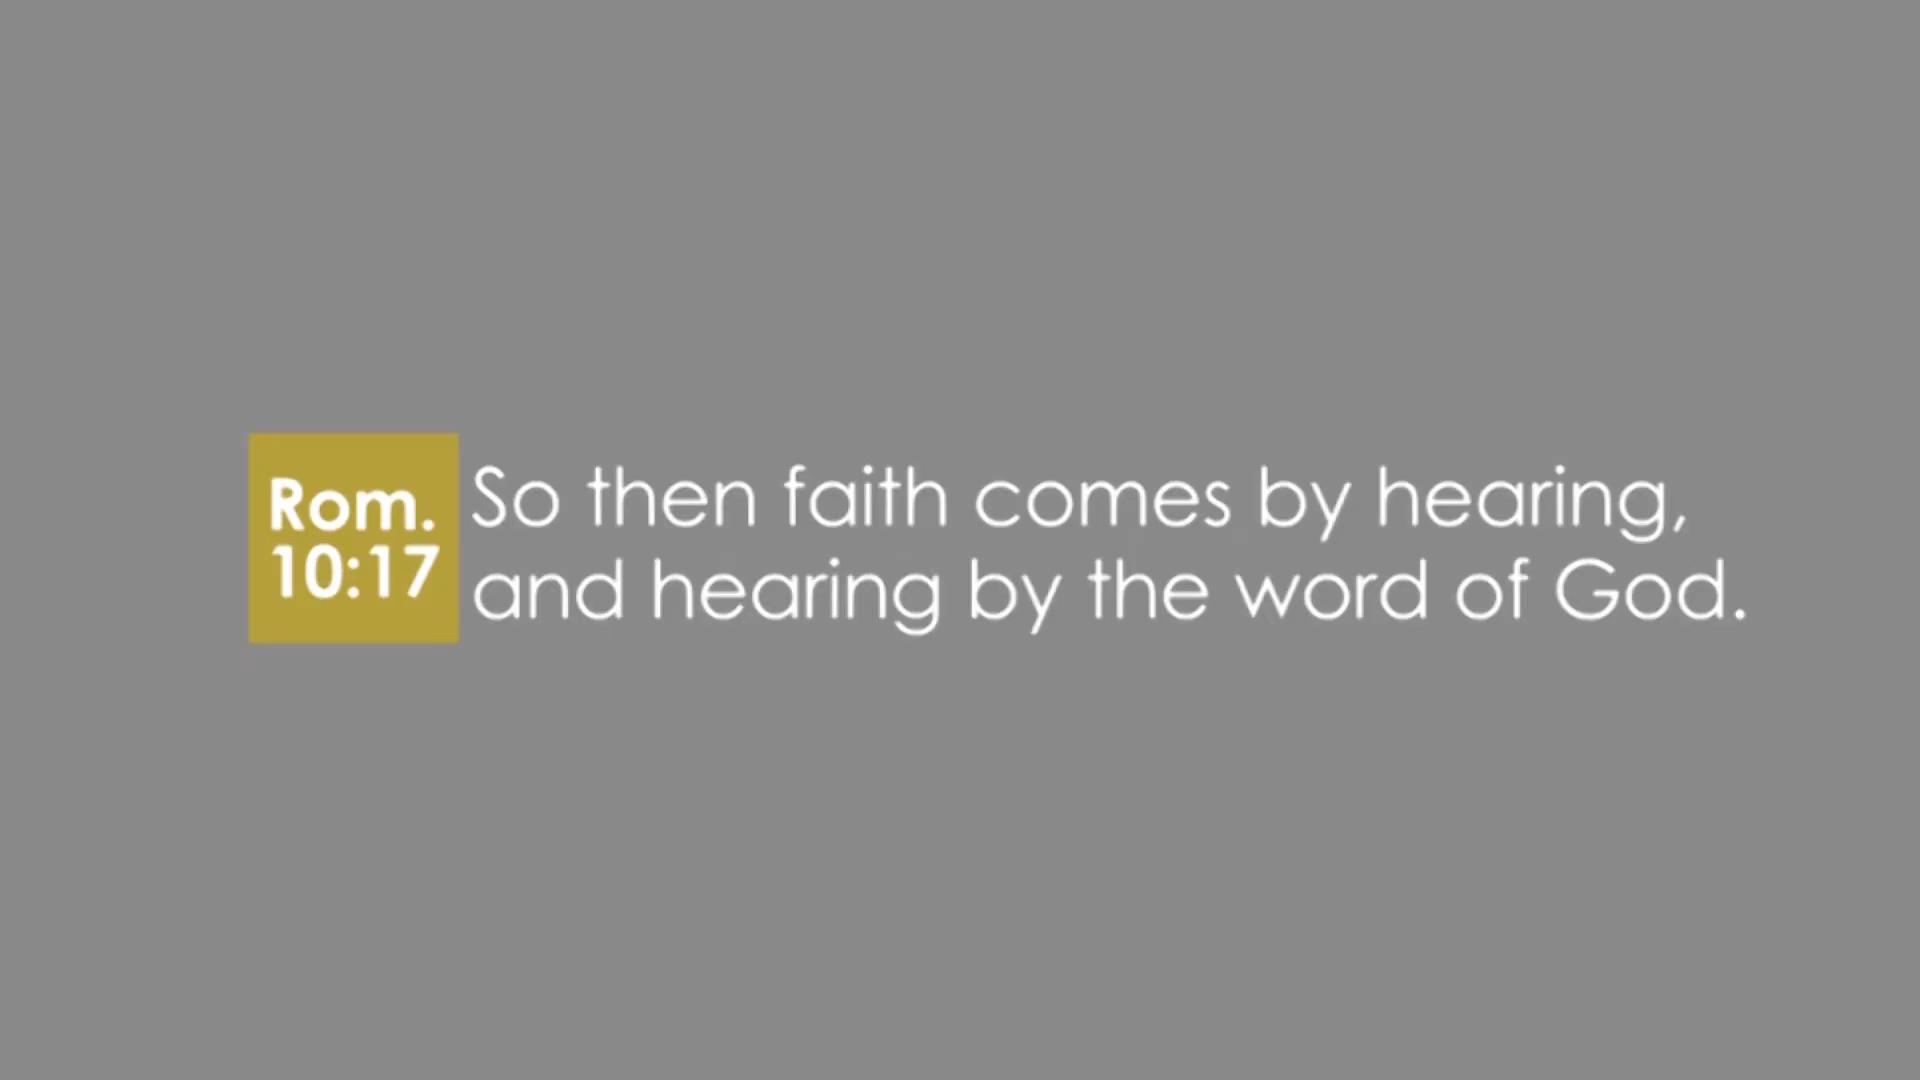 Rom.
10:17
So then faith comes by hearing,
and hearing by the word of God.